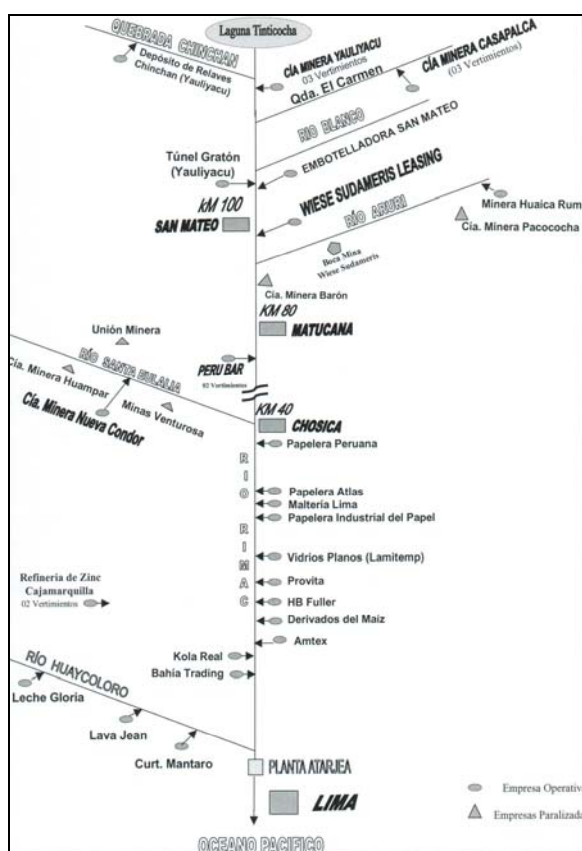 Laguna Tinticocha
QUEBRADA CHINCHAN
Depósito de Relaves
Chinchan (Yauliyacu)
CÍA MINERA YAULIYACU
03 Vertimientos
Qda. El Carmen
CÍA MINERA CASAPALCA
(03 Vertimientos)
RIO BLANCO
EMBOTELLADORA SAN MATEO
Túnel Gratón
(Yauliyacu)
KM 100
SAN MATEO
WIESE SUDAMERIS LEASING
RÍO ARURI
Minera Huaica Rum
Cía. Minera Pacococha
Boca Mina
Wiese Sudameris
Cía. Minera Barón
KM 80
MATUCANA
Unión Minera
RÍO SANTA EULALIA
PERU BAR
02 Vertimientos
Cía. Minera Huampar
Minas Venturosa
Cía. Minera Nueva Condor
KM 40
CHOSICA
Papelera Peruana
RIO RIMAC
Papelera Atlas
Maltería Lima
Papelera Industrial del Papel
Vidrios Planos (Lamitemp)
Refineria de Zinc
Cajamarquilla
02 Vertimientos
Provita
HB Fuller
Derivados del Maíz
Amtex
Kola Real
Bahía Trading
RÍO HUAYCOLORO
Leche Gloria
Lava Jean
Curt. Mantaro
PLANTA ATARJEA
LIMA
OCEANO PACIFICO
Empresa Operativ
Empresas Paralizada